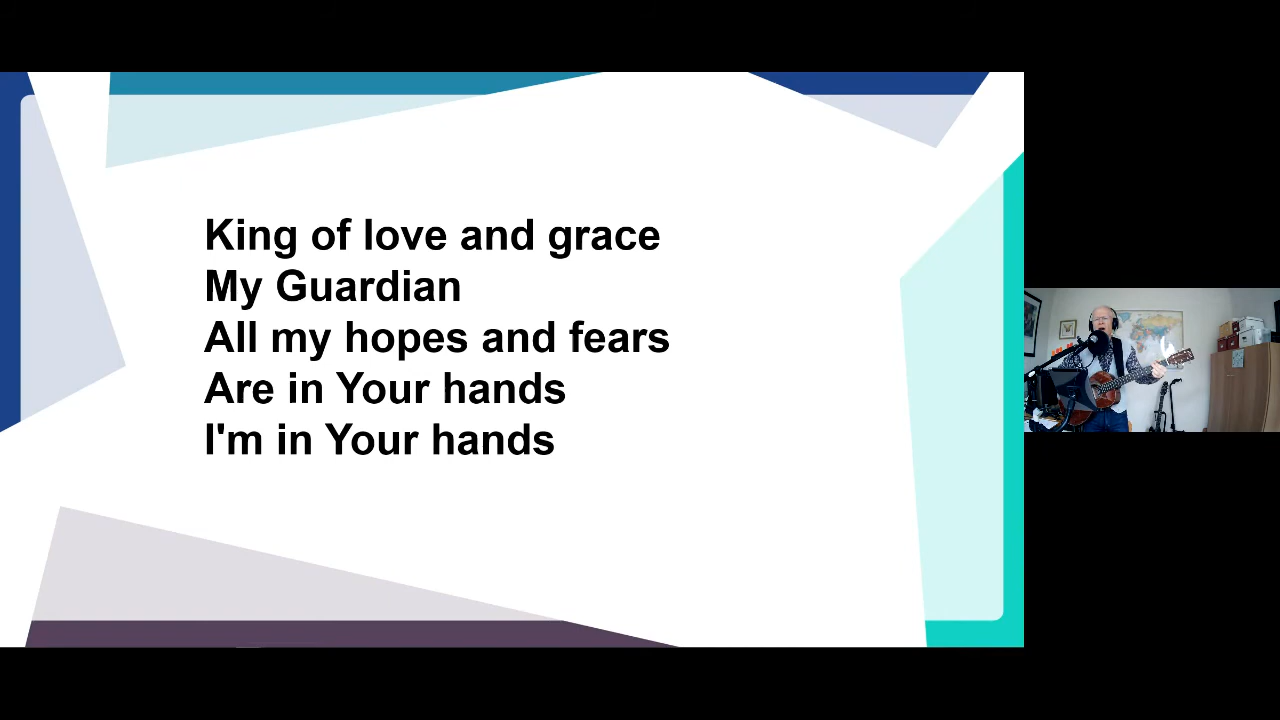 King of love and grace
My Guardian
All my hopes and fears
Are in Your hands
I'm in Your hands